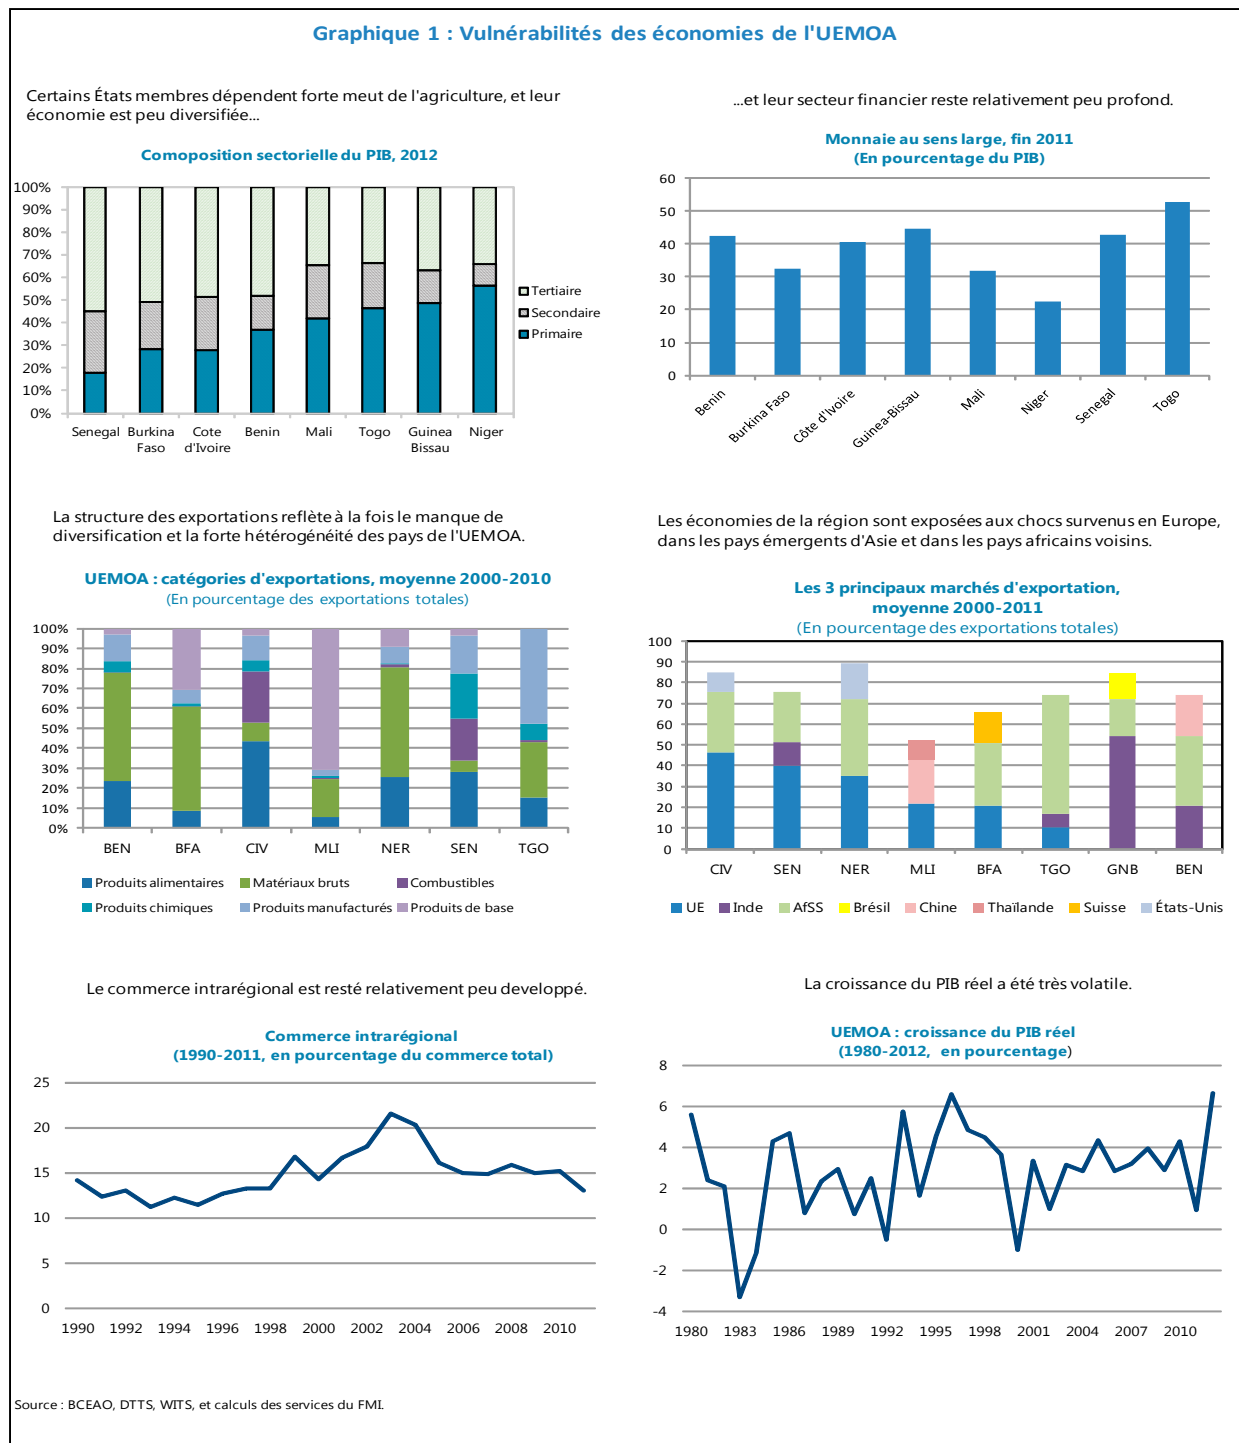 Graphique 1 : Vulnérabilités des économies de l'UEMOA
Certains États membres dépendent forte meut de l'agriculture, et leur
économie est peu diversifiée...
Comoposition sectorielle du PIB, 2012
100%
90%
80%
70%
60%
50%
40%
30%
20%
10%
0%
Senegal
Burkina
Faso
Cote
d'Ivoire
Benin
Mali
Togo
Guinea
Bissau
Niger
Tertiaire
Secondaire
Primaire
...et leur secteur financier reste relativement peu profond.
Monnaie au sens large, fin 2011
(En pourcentage du PIB)
60
50
40
30
20
10
0
Benin
Burkina Faso
Côte d'Ivoire
Guinea-Bissau
Mali
Niger
Senegal
Togo
La structure des exportations reflète à la fois le manque de
diversification et la forte hétérogénéité des pays de l'UEMOA.
UEMOA : catégories d'exportations, moyenne 2000-2010
(En pourcentage des exportations totales)
100%
90%
80%
70%
60%
50%
40%
30%
20%
10%
0%
BEN BFA CIV MLI NER SEN TGO
Produits alimentaires Matériaux bruts Combustibles
Produits chimiques Produits manufacturés Produits de base
Les économies de la région sont exposées aux chocs survenus en Europe,
dans les pays émergents d'Asie et dans les pays africains voisins.
Les 3 principaux marchés d'exportation,
moyenne 2000-2011
(En pourcentage des exportations totales)
100
90
80
70
60
50
40
30
20
10
0
CIV SEN NER MLI BFA TGO GNB BEN
UE Inde AfSS Brésil Chine Thaïlande Suisse États-Unis
Le commerce intrarégional est resté relativement peu developpé.
Commerce intrarégional
(1990-2011, en pourcentage du commerce total)
25
20
15
10
5
0
1990 1992 1994 1996 1998 2000 2002 2004 2006 2008 2010
La croissance du PIB réel a été très volatile.
UEMOA : croissance du PIB réel
(1980-2012, en pourcentage)
8
6
4
2
0
-2
-4
1980 1983 1986 1989 1992 1995 1998 2001 2004 2007 2010
Source : BCEAO, DTTS, WITS, et calculs des services du FMI.